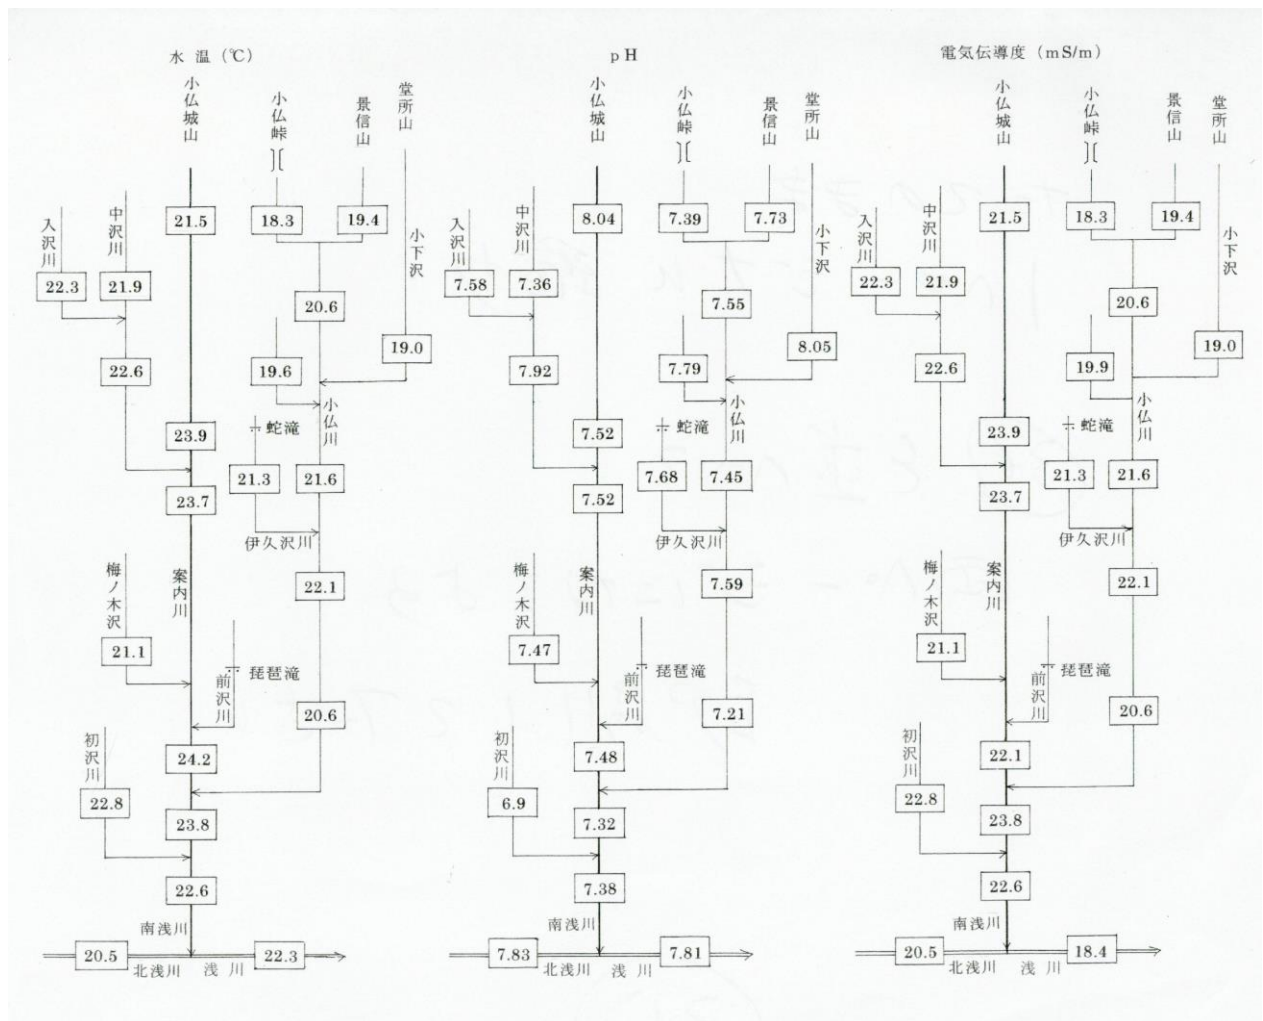 水温(℃)
小仏城山
小仏峠
景信山
堂所山
入沢川
中沢川
小下沢
21.5
18.3
19.4
22.3
21.9
20.6
19.0
22.6
19.6
小仏川
23.9
蛇滝
21.3
21.6
23.7
伊久沢川
梅ノ木沢
案内川
22.1
21.1
琵琶滝
前沢川
20.6
初沢川
24.2
22.8
23.8
22.6
南浅川
20.5
22.3
北浅川
浅川
pH
小仏城山
小仏峠
景信山
堂所山
入沢川
中沢川
小下沢
8.04
7.39
7.73
7.58
7.36
7.55
8.05
7.92
7.79
小仏川
7.52
蛇滝
7.68
7.45
7.52
伊久沢川
梅ノ木沢
案内川
7.59
7.47
琵琶滝
前沢川
7.21
初沢川
7.48
6.9
7.32
7.38
南浅川
7.83
7.81
北浅川
浅川
電気伝導度(mS/m)
小仏城山
小仏峠
景信山
堂所山
入沢川
中沢川
小下沢
21.5
18.3
19.4
22.3
21.9
20.6
19.0
22.6
19.9
小仏川
23.9
蛇滝
21.3
21.6
23.7
伊久沢川
梅ノ木沢
案内川
22.1
21.1
琵琶滝
前沢川
20.6
初沢川
22.1
22.8
23.8
22.6
南浅川
20.5
18.4
北浅川
浅川